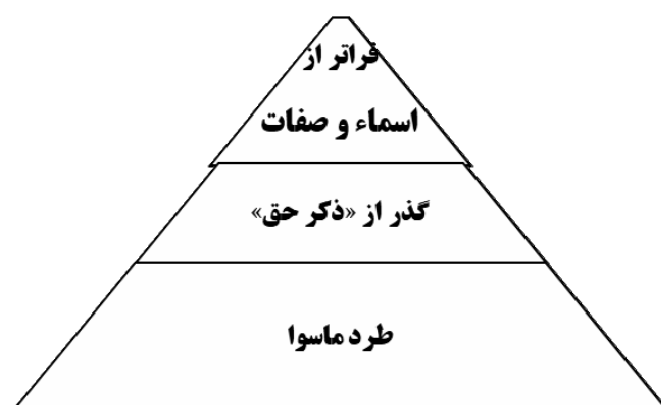 فراتر از
اسماء و صفات
گذر از «ذکر حق»
طرد ماسوا